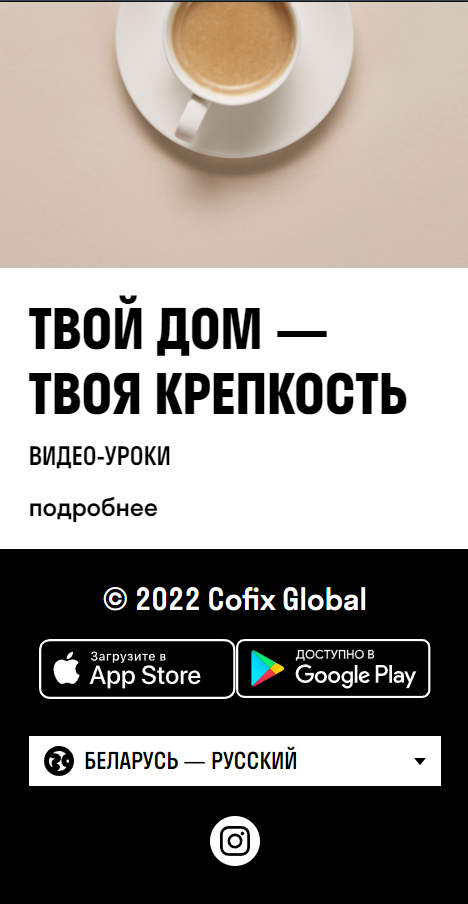 ТВОЙ ДОМ —
ТВОЯ КРЕПКОСТЬ
ВИДЕО-УРОКИ
подробнее
© 2022 Cofix Global
Загрузите в
App Store
ДОСТУПНО В
Google Play
БЕЛАРУСЬ — РУССКИЙ